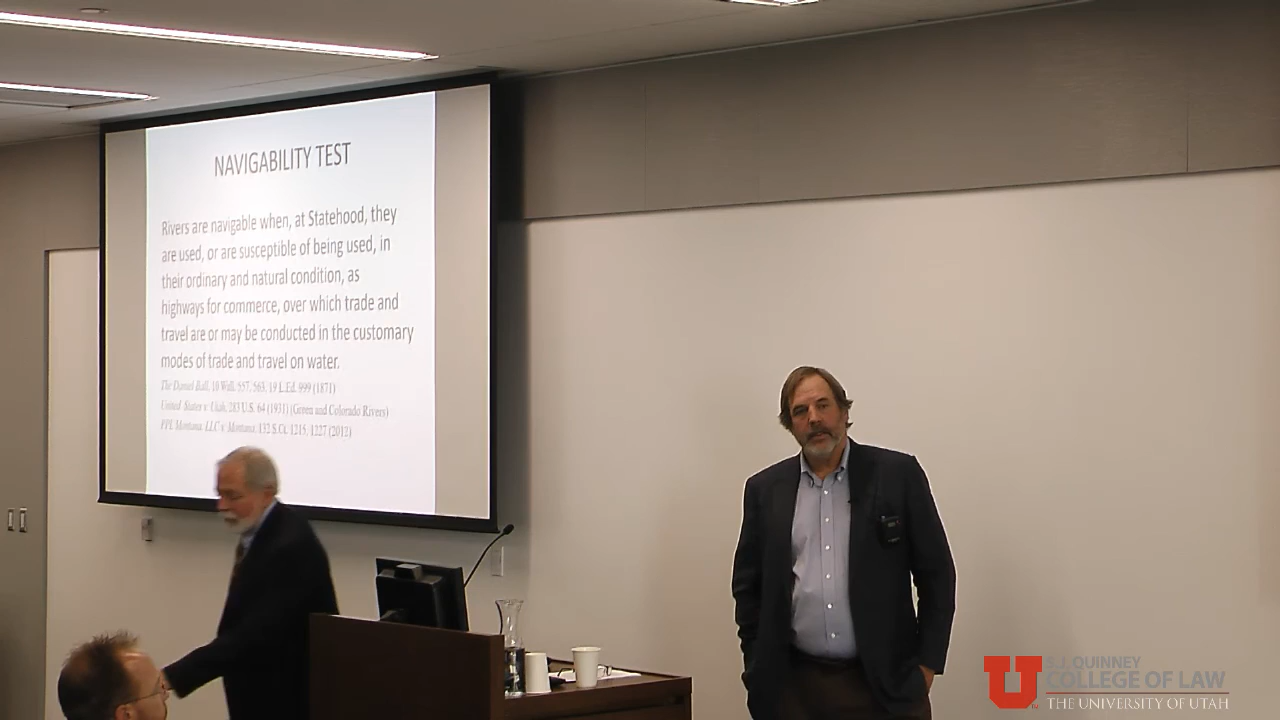 NAVIGABILITY TEST
Rivers are navigable when, at Statehood, they
are used, or are susceptible of being used, in
their ordinary and natural condition, as
highways for commerce, over which trade and
travel are or may be conducted in the customary
modes of trade and travel on water.
The Daniel Ball, 10 Wall. 557, 563, 19 L.Ed. 999 (1871)
United States v. Utah, 283 U.S. 64 (1931) (Green and Colorado Rivers)
PPL Montana, LLC v. Montana, 132 S.Ct. 1215, 1227 (2012)
U
S.J. QUINNEY
COLLEGE OF LAW
THE UNIVERSITY OF UTAH